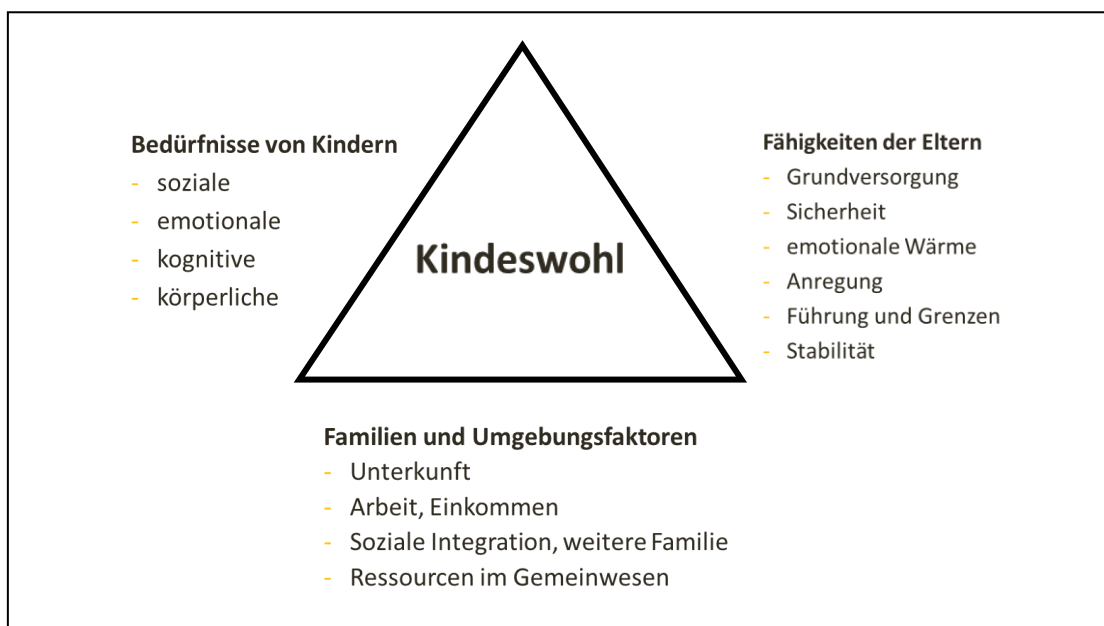 Bedürfnisse von Kindern
- soziale
- emotionale
- kognitive
- körperliche
Kindeswohl
Fähigkeiten der Eltern
- Grundversorgung
- Sicherheit
- emotionale Wärme
- Anregung
- Führung und Grenzen
- Stabilität
Familien und Umgebungsfaktoren
- Unterkunft
- Arbeit, Einkommen
- Soziale Integration, weitere Familie
- Ressourcen im Gemeinwesen